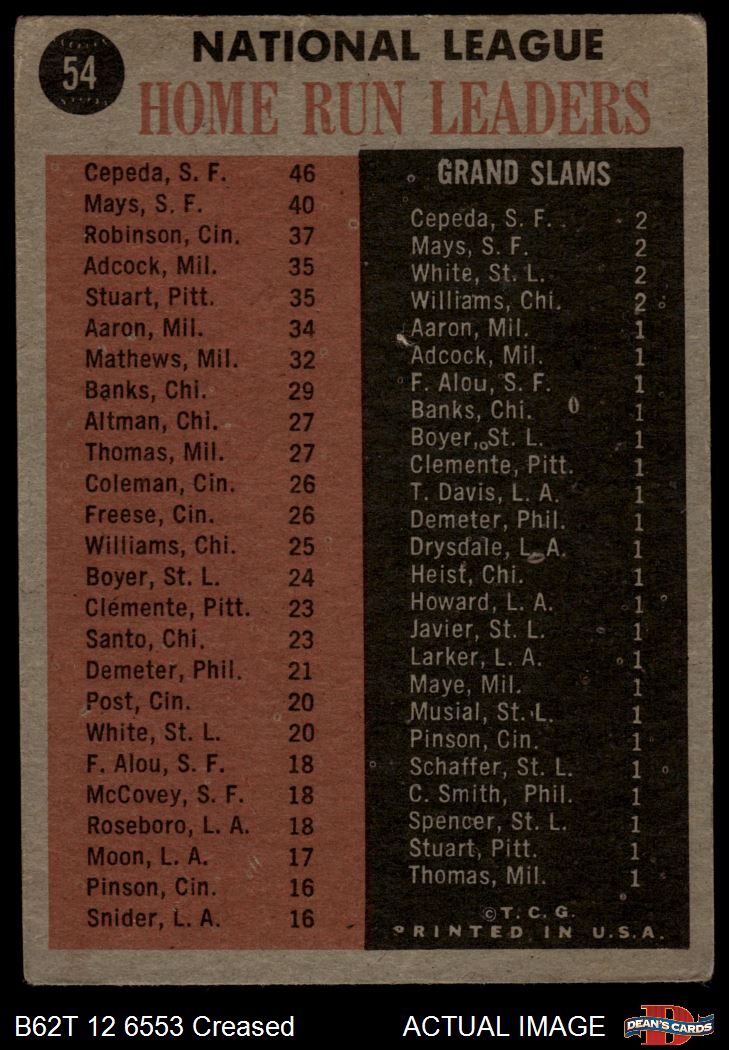 54
NATIONAL LEAGUE
HOME RUN LEADERS
Cepeda, S. F. 46
Mays, S. F. 40
Robinson, Cin. 37
Adcock, Mil. 35
Stuart, Pitt. 35
Aaron, Mil. 34
Mathews, Mil. 32
Banks, Chi. 29
Altman, Chi. 27
Thomas, Mil. 27
Coleman, Cin. 26
Freese, Cin. 26
Williams, Chi. 25
Boyer, St. L. 24
Clemente, Pitt. 23
Santo, Chi. 23
Demeter, Phil. 21
Post, Cin. 20
White, St. L. 20
F. Alou, S. F. 18
McCovey, S. F. 18
Roseboro, L. A. 18
Moon, L. A. 17
Pinson, Cin. 16
Snider, L. A. 16
GRAND SLAMS
Cepeda, S. F. 2
Mays, S. F. 2
White, St. L. 2
Williams, Chi. 2
Aaron, Mil. 1
Adcock, Mil. 1
F. Alou, S. F. 1
Banks, Chi. 1
Boyer, St. L. 1
Clemente, Pitt. 1
T. Davis, L. A. 1
Demeter, Phil. 1
Drysdale, L. A. 1
Heist, Chi. 1
Howard, L. A. 1
Javier, St. L. 1
Larker, L. A. 1
Maye, Mil. 1
Musial, St. L. 1
Pinson, Cin. 1
Schaffer, St. L. 1
C. Smith, Phil. 1
Spencer, St. L. 1
Stuart, Pitt. 1
Thomas, Mil. 1
© T. C. G.
PRINTED IN U.S.A.
B62T 12 6553 Creased ACTUAL IMAGE
DEAN'S CARDS